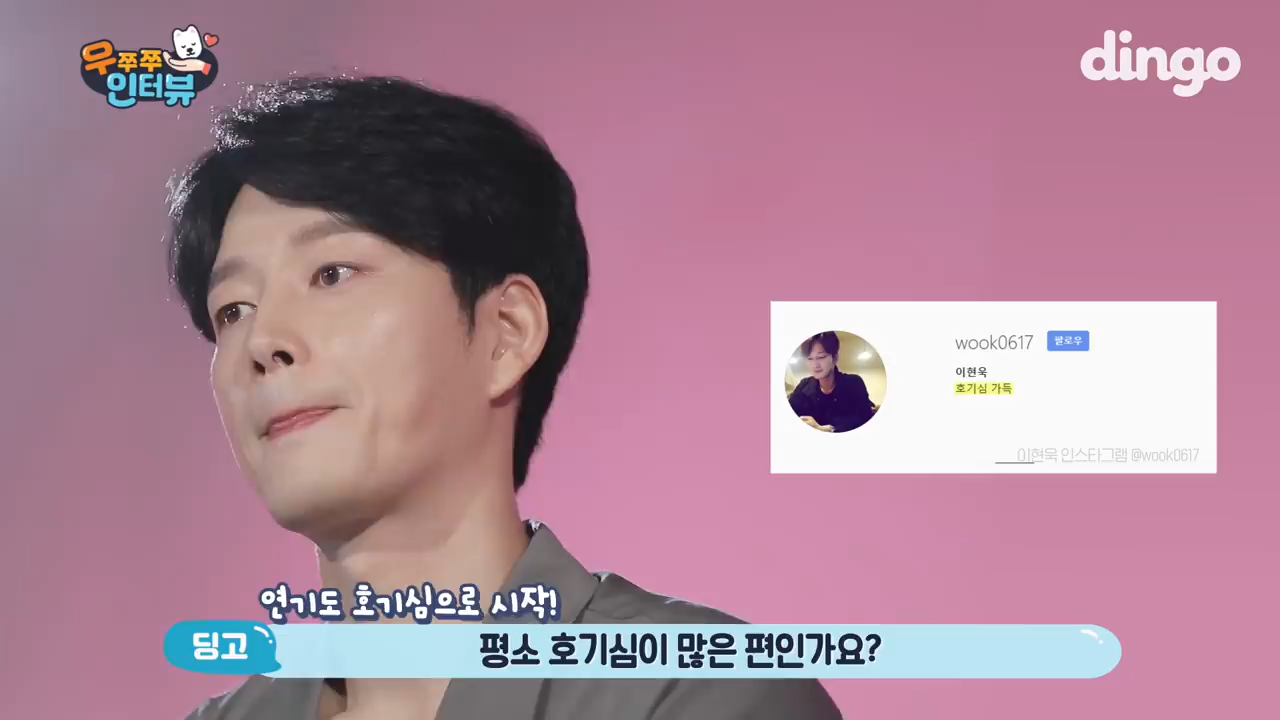 우쭈쭈
인터뷰
dingo
wook0617 팔로우
이현욱
호기심 가득
이현욱 인스타그램 @wook0617
연기도 호기심으로 시작!
딩고 평소 호기심이 많은 편인가요?